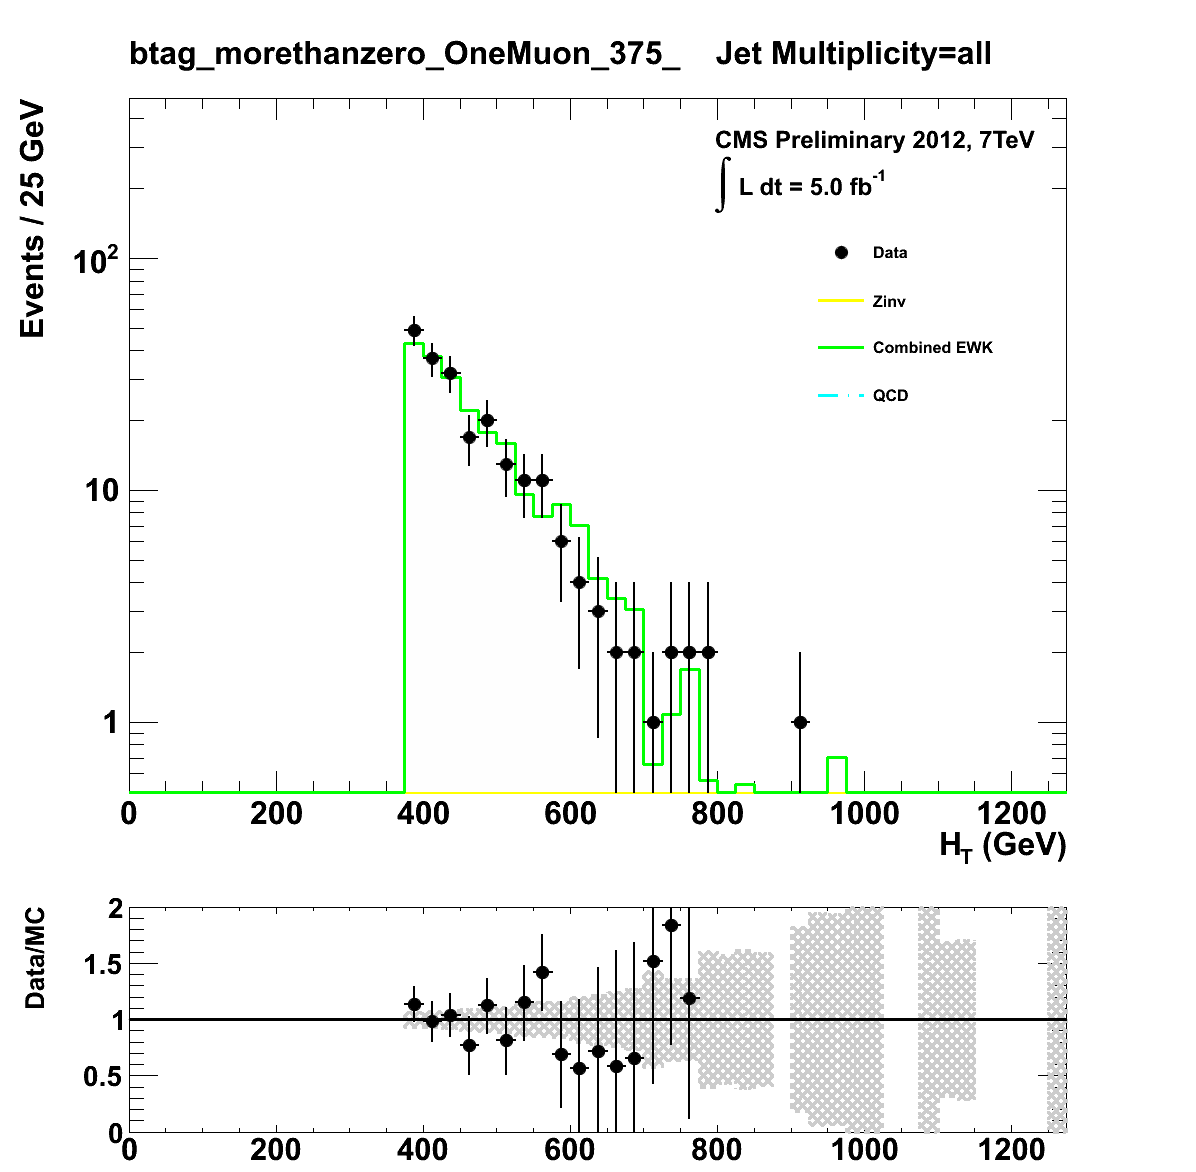 btag_morethanzero_OneMuon_375_ Jet Multiplicity=all
Events / 25 GeV
CMS Preliminary 2012, 7TeV
∫ L dt = 5.0 fb⁻¹
Data
Zinv
Combined EWK
QCD
10²
10
1
0 200 400 600 800 1000 1200
H_T (GeV)
Data/MC
2
1.5
1
0.5
0
0 200 400 600 800 1000 1200